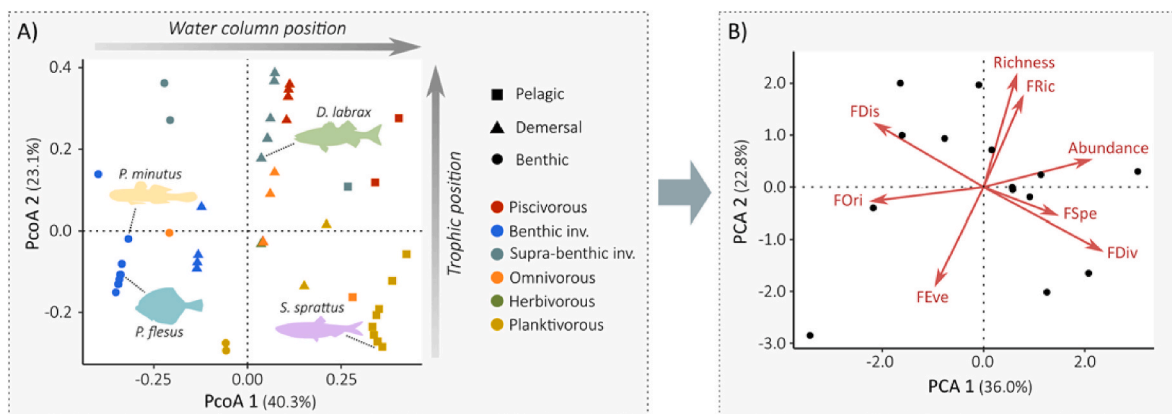 A)
Water column position
0.4
0.2
0.0
-0.2
PcoA 2 (23.1%)
-0.25
0.00
0.25
PcoA 1 (40.3%)
D. labrax
P. minutus
P. flesus
S. sprattus
Trophic position
Pelagic
Demersal
Benthic
Piscivorous
Benthic inv.
Supra-benthic inv.
Omnivorous
Herbivorous
Planktivorous
B)
2.0
1.0
0.0
-1.0
-2.0
-3.0
PCA 2 (22.8%)
-2.0
0.0
2.0
PCA 1 (36.0%)
Richness
FRic
FDis
Abundance
FOri
FSpe
FDiv
FEve